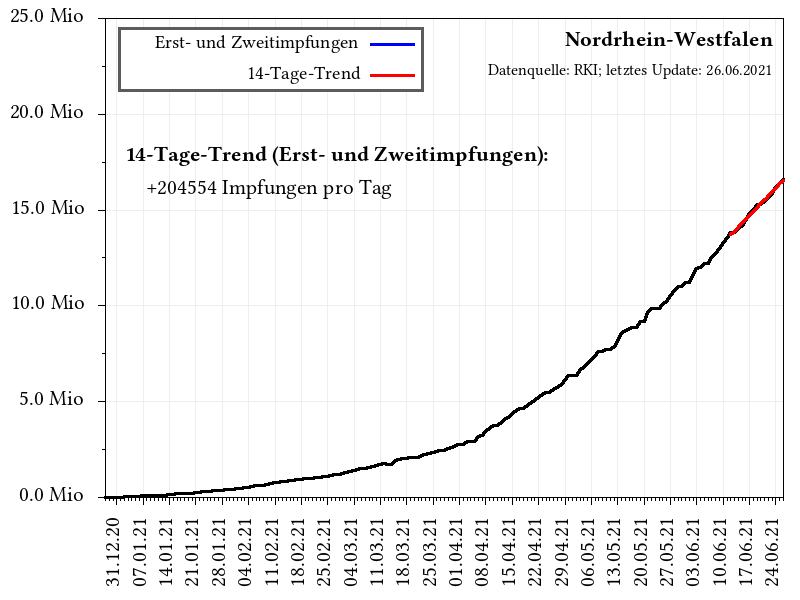 25.0 Mio
20.0 Mio
15.0 Mio
10.0 Mio
5.0 Mio
0.0 Mio
Erst- und Zweitimpfungen
14-Tage-Trend
Nordrhein-Westfalen
Datenquelle: RKI; letztes Update: 26.06.2021
14-Tage-Trend (Erst- und Zweitimpfungen):
+204554 Impfungen pro Tag
31.12.20
07.01.21
14.01.21
21.01.21
28.01.21
04.02.21
11.02.21
18.02.21
25.02.21
04.03.21
11.03.21
18.03.21
25.03.21
01.04.21
08.04.21
15.04.21
22.04.21
29.04.21
06.05.21
13.05.21
20.05.21
27.05.21
03.06.21
10.06.21
17.06.21
24.06.21